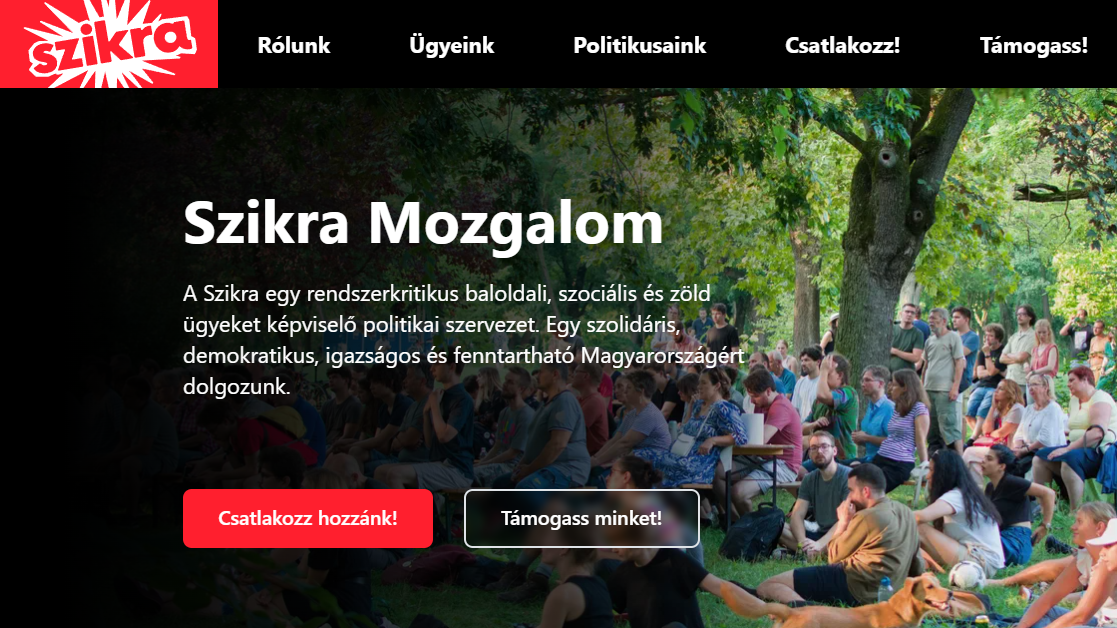 szikra
Rólunk
Ügyeink
Politikusaink
Csatlakozz!
Támogass!
Szikra Mozgalom
A Szikra egy rendszerkritikus baloldali, szociális és zöld
ügyeket képviselő politikai szervezet. Egy szolidáris,
demokratikus, igazságos és fenntartható Magyarországért
dolgozunk.
Csatlakozz hozzánk!
Támogass minket!